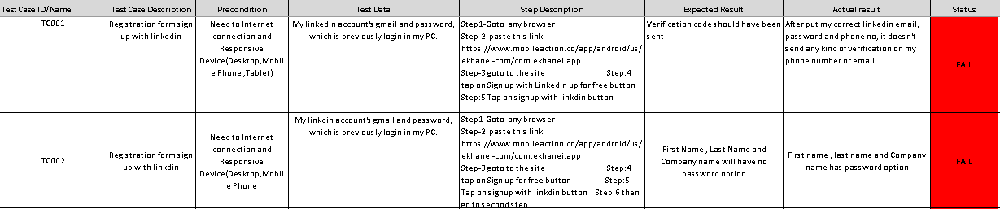 Test Case ID/Name Test Case Description Precondition Test Data Step Description Expected Result Actual result Status
TC001
Registration form sign
up with linkedin
Need to Internet
connection and
Responsive
Device(Desktop,Mobil
e Phone ,Tablet)
My linkedin account's gmail and password,
which is previously login in my PC.
Step1-Goto any browser
Step-2 paste this link
https://www.mobileaction.co/app/android/us/
ekhanei-com/com.ekhanei.app
Step-3 goto to the site Step:4
tap on Sign up with LinkedIn up for free button
Step:5 Tap on signup with linkdin button
Verification code should have been
sent
After put my correct linkedin email,
password and phone no, it doesn't
send any kind of verification on my
phone number or email
FAIL
TC002
Registration form sign
up with linkdin
Need to Internet
connection and
Responsive
Device(Desktop,Mobil
e Phone
My linkdin account's gmail and password,
which is previously login in my PC.
Step1-Goto any browser
Step-2 paste this link
https://www.mobileaction.co/app/android/us/
ekhanei-com/com.ekhanei.app
Step-3 goto to the site Step:4
tap on Sign up for free button Step:5
Tap on signup with linkdin button Step:6 then
go to second step
First Name , Last Name and
Company name will have no
password option
First name , last name and Company
name has password option
FAIL